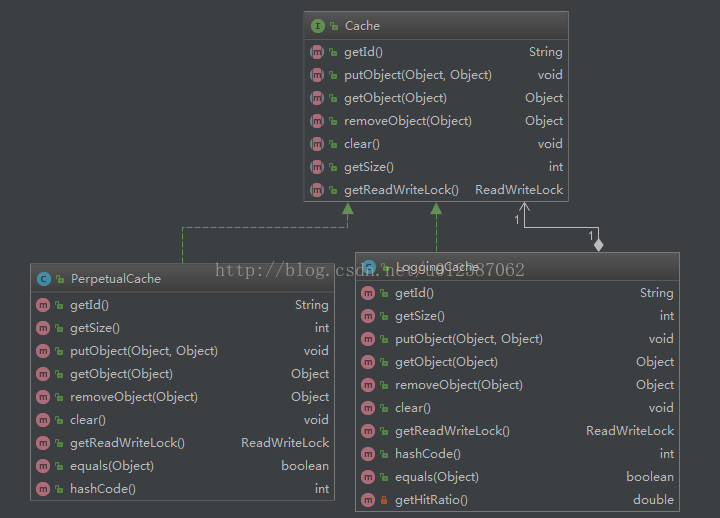 Cache
getId() String
putObject(Object, Object) void
getObject(Object) Object
removeObject(Object) Object
clear() void
getSize() int
getReadWriteLock() ReadWriteLock
1
1
http://blog.csdn.net/u012387062
PerpetualCache
getId() String
getSize() int
putObject(Object, Object) void
getObject(Object) Object
removeObject(Object) Object
clear() void
getReadWriteLock() ReadWriteLock
equals(Object) boolean
hashCode() int
LoggingCache
getId() String
getSize() int
putObject(Object, Object) void
getObject(Object) Object
removeObject(Object) Object
clear() void
getReadWriteLock() ReadWriteLock
hashCode() int
equals(Object) boolean
getHitRatio() double